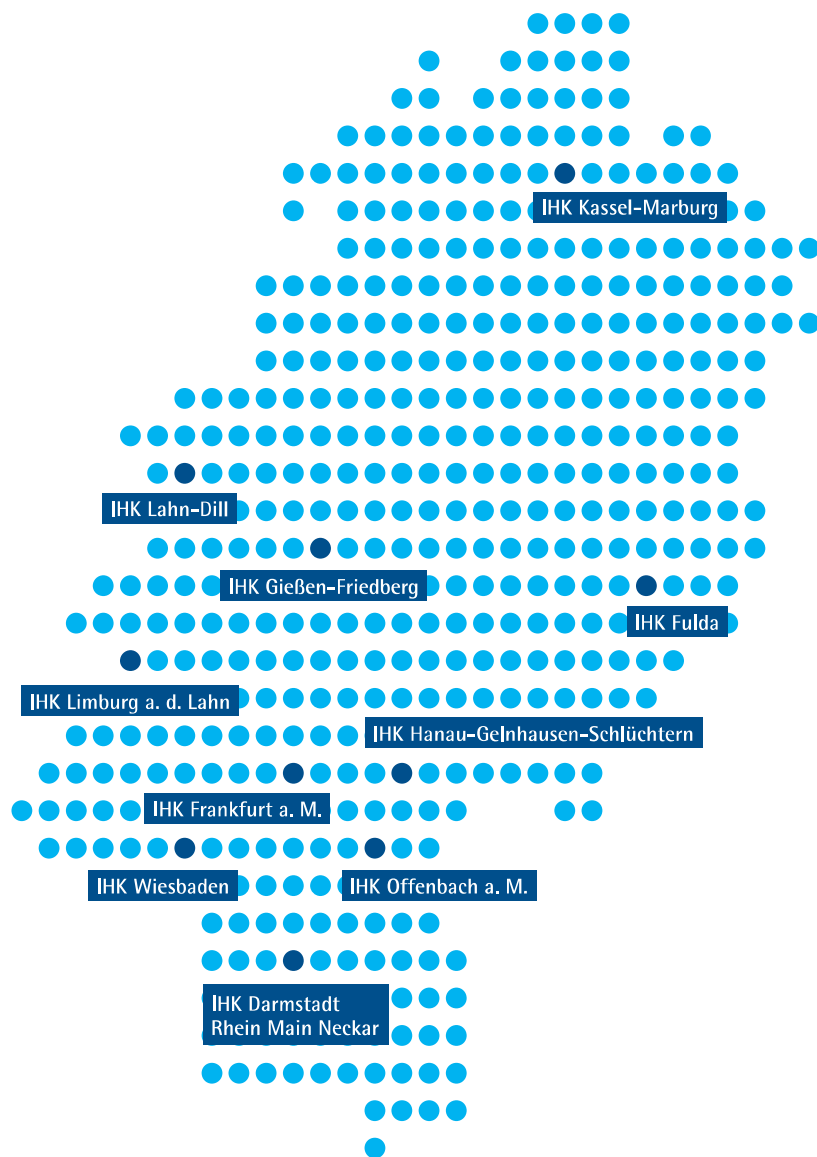 IHK Kassel-Marburg
IHK Lahn-Dill
IHK Gießen-Friedberg
IHK Fulda
IHK Limburg a. d. Lahn
IHK Hanau-Gelnhausen-Schlüchtern
IHK Frankfurt a. M.
IHK Wiesbaden
IHK Offenbach a. M.
IHK Darmstadt
Rhein Main Neckar